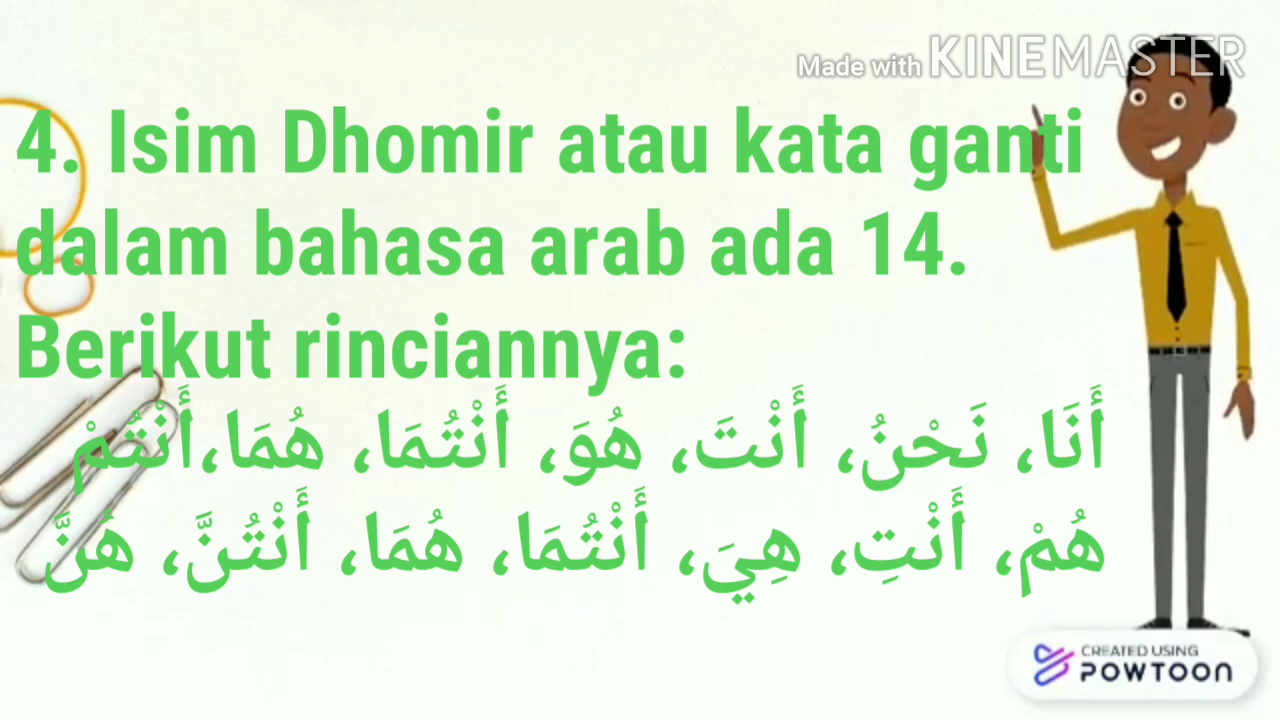 Made with KINEMASTER
4. Isim Dhomir atau kata ganti
dalam bahasa arab ada 14.
Berikut rinciannya:
أَنَا، نَحْنُ، أَنْتَ، هُوَ، أَنْتُمَا، هُمَا،أَنْتُمْ
هُمْ، أَنْتِ، هِيَ، أَنْتُمَا، هُمَا، أَنْتُنَّ، هُنَّ
CREATED USING
POWTOON